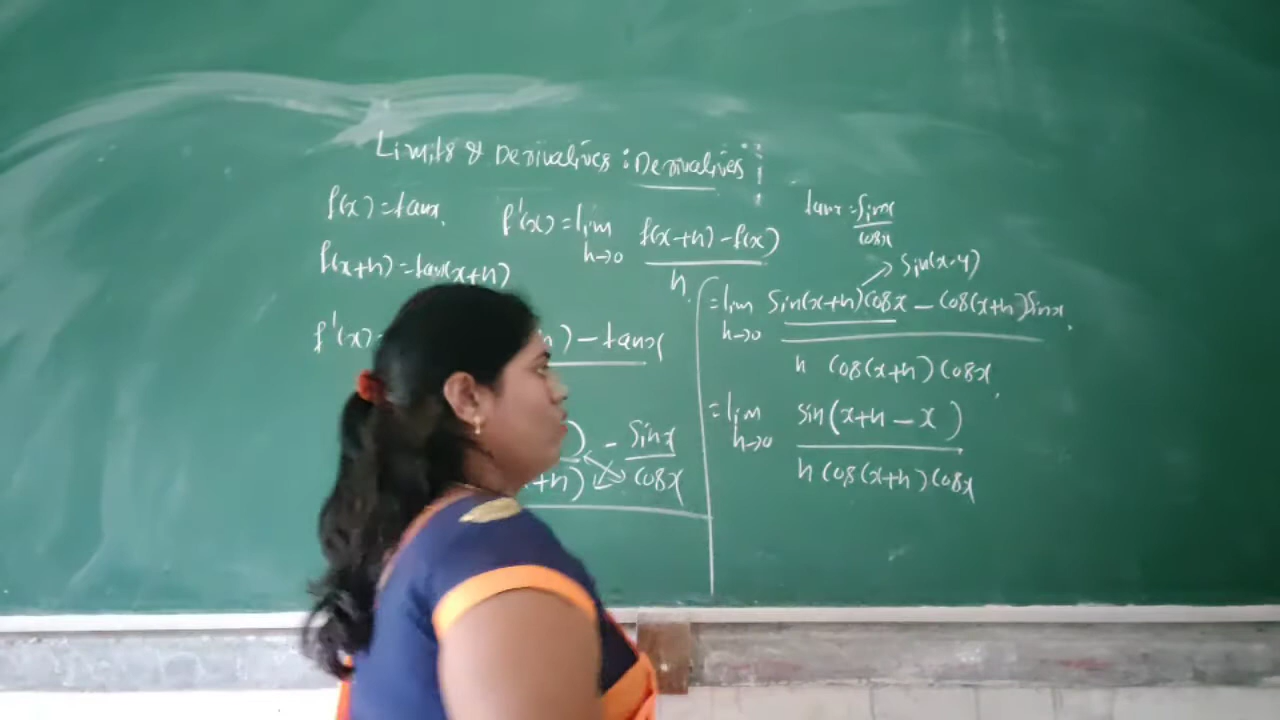 Limits & Derivatives : Derivatives
f(x) = tanx.
f'(x) = lim h→0 f(x+h) - f(x) / h.
f(x+h) = tan(x+h)
f'(x) = h) - tanx
) - sinx / cosx
x+h)
tanx = sinx / cosx
sin(x-y)
= lim h→0 sin(x+h)cosx - cos(x+h)sinx. / h cos(x+h)cosx.
= lim h→0 sin(x+h-x) / h cos(x+h)cosx